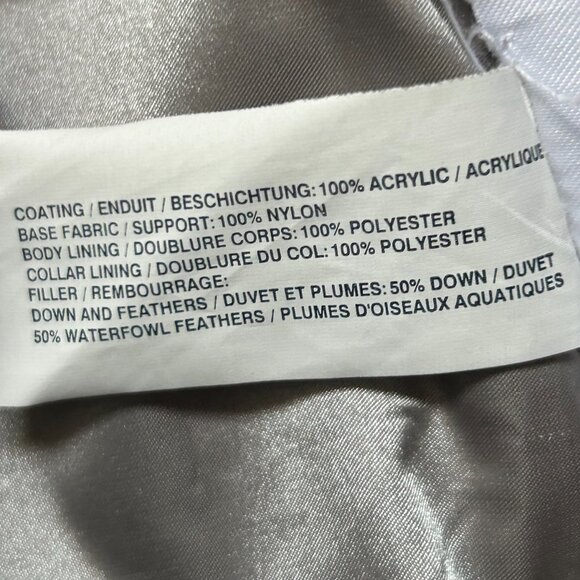 COATING / ENDUIT / BESCHICHTUNG: 100% ACRYLIC / ACRYLIQUE
BASE FABRIC / SUPPORT: 100% NYLON
BODY LINING / DOUBLURE CORPS: 100% POLYESTER
COLLAR LINING / DOUBLURE DU COL: 100% POLYESTER
FILLER / REMBOURRAGE:
DOWN AND FEATHERS / DUVET ET PLUMES: 50% DOWN / DUVET
50% WATERFOWL FEATHERS / PLUMES D'OISEAUX AQUATIQUES